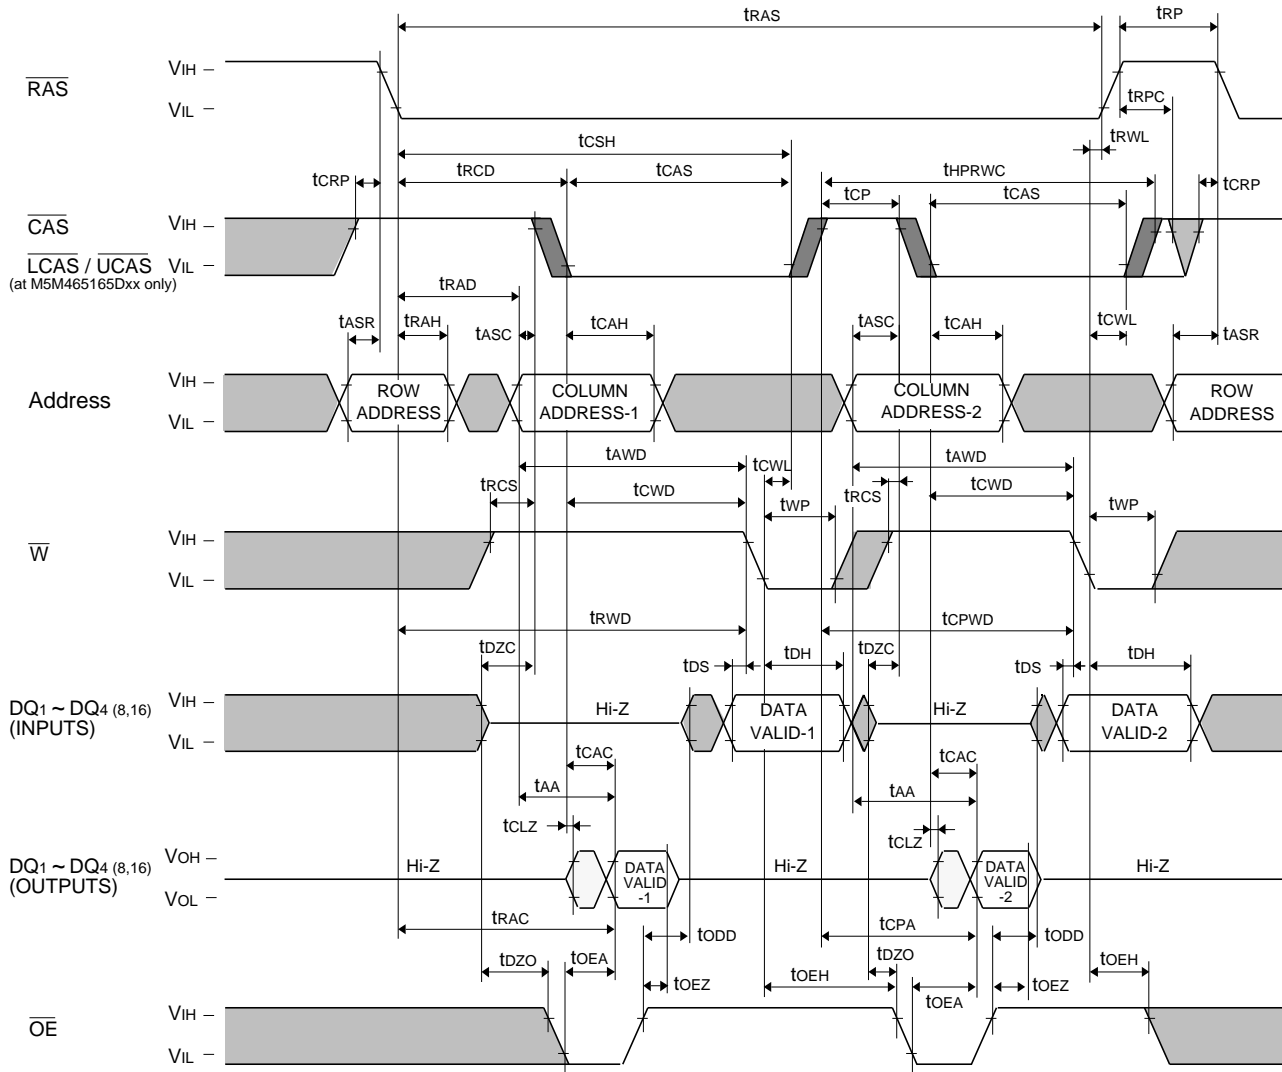 tRAS
tRP
RAS
VIH
VIL
tRPC
tRWL
tCSH
tRCD
tCAS
tHPRWC
tCRP
tCP
tCAS
tCRP
CAS
VIH
LCAS / UCAS
VIL
(at M5M465165Dxx only)
tRAD
tASR
tRAH
tASC
tCAH
tASC
tCAH
tCWL
tASR
Address
VIH
VIL
ROW
ADDRESS
COLUMN
ADDRESS-1
COLUMN
ADDRESS-2
ROW
ADDRESS
tAWD
tCWL
tAWD
tRCS
tCWD
tRCS
tCWD
tWP
tWP
W
VIH
VIL
tRWD
tCPWD
tDZC
tDS
tDH
tDZC
tDS
tDH
DQ1 ~ DQ4 (8,16)
(INPUTS)
VIH
VIL
Hi-Z
DATA
VALID-1
Hi-Z
DATA
VALID-2
tCAC
tCAC
tAA
tAA
tCLZ
tCLZ
DQ1 ~ DQ4 (8,16)
(OUTPUTS)
VOH
VOL
Hi-Z
DATA
VALID
-1
Hi-Z
DATA
VALID
-2
Hi-Z
tRAC
tODD
tCPA
tODD
tDZO
tOEA
tOEZ
tOEH
tDZO
tOEA
tOEZ
tOEH
OE
VIH
VIL